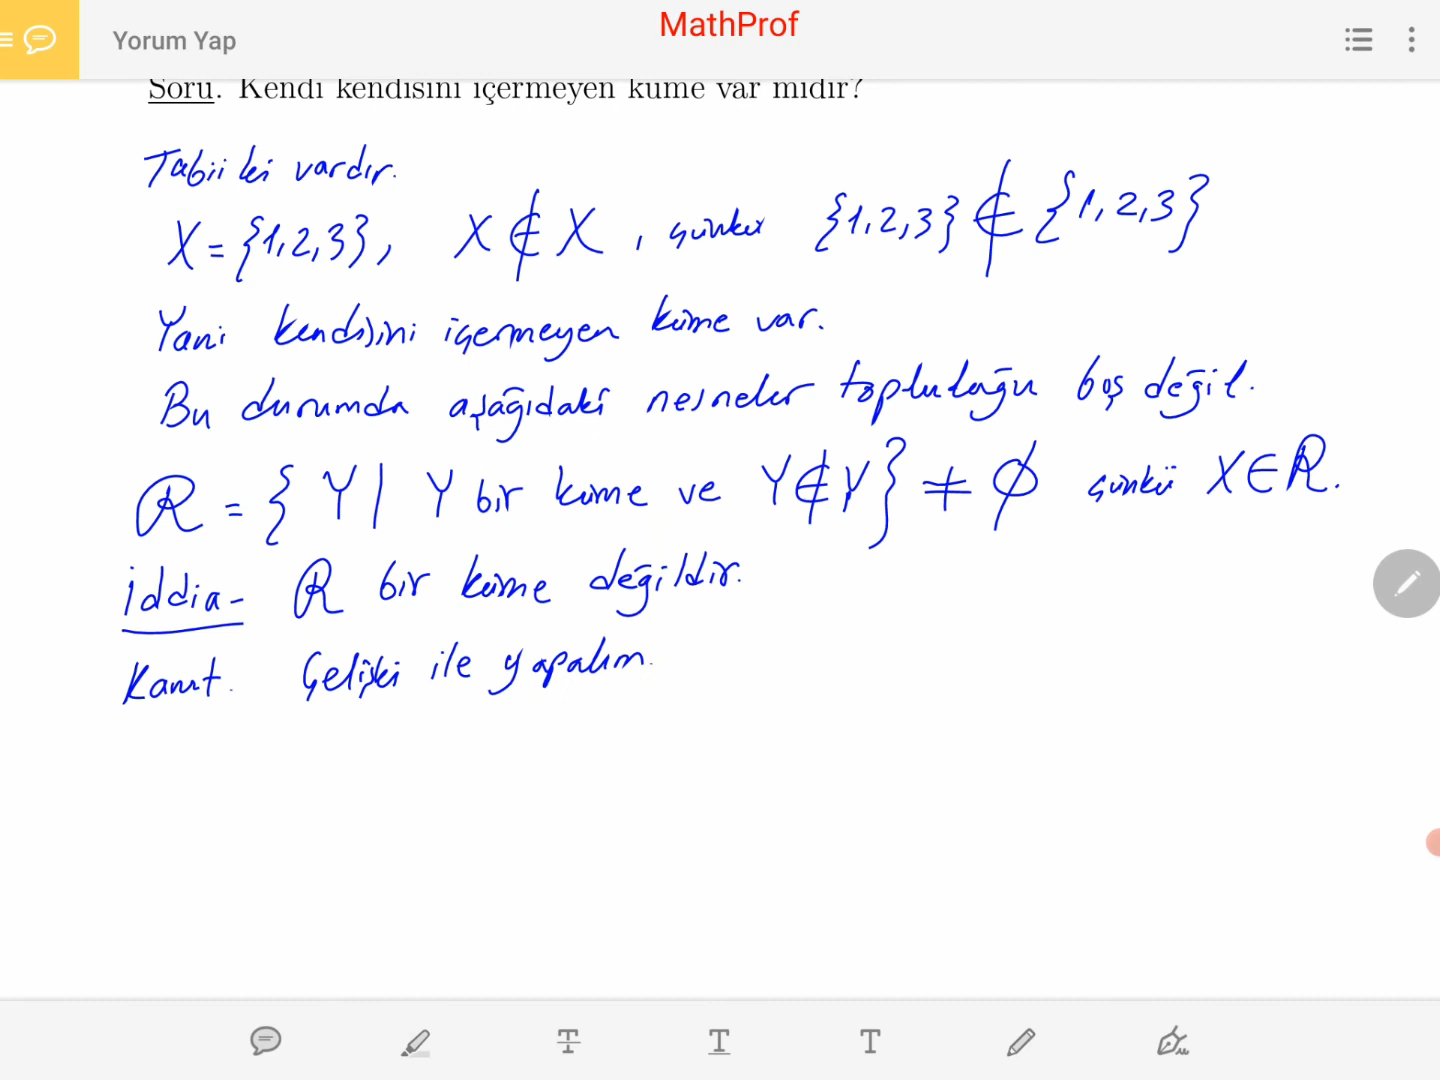 MathProf
Yorum Yap
Soru. Kendi kendisini içermeyen küme var mıdır?
Tabii ki vardır.
X = {1,2,3}, X ∉ X, çünkü {1,2,3} ∉ {1,2,3}
Yani kendisini içermeyen küme var.
Bu durumda aşağıdaki nesneler topluluğu boş değil.
R = { Y | Y bir küme ve Y ∉ Y } ≠ ∅ çünkü X ∈ R.
İddia- R bir küme değildir.
Kanıt. Çelişki ile yapalım.
T T T